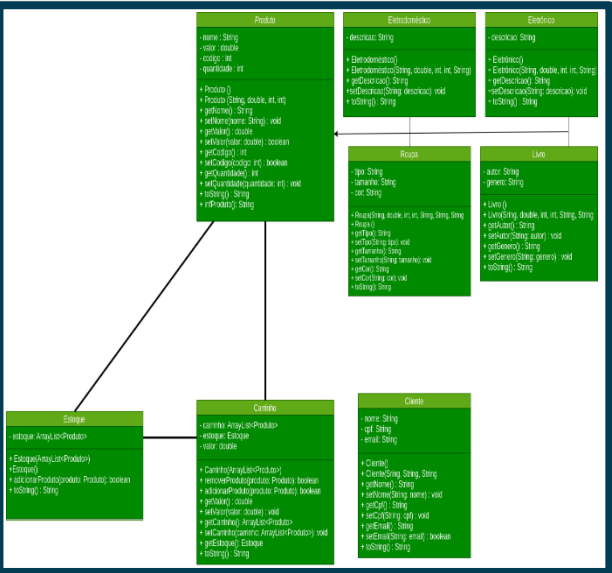 Produto
- nome : String
- valor : double
- codigo : int
- quantidade : int
+ Produto ()
+ Produto (String, double, int, int)
+ getNome() : String
+ setNome(nome: String) : void
+ getValor() : double
+ setValor(valor: double) : boolean
+ getCodigo() : int
+ setCodigo(codigo: int) : boolean
+ getQuantidade() : int
+ setQuantidade(quantidade: int) : void
+ toString() : String
+ infProduto(): String
Eletrodoméstico
- descricao: String
+ Eletrodoméstico()
+ Eletrodoméstico(String, double, int, int, String)
+ getDescricao(): String
+setDescricao(String: descricao): void
+ toString() : String
Eletrônico
- descricao: String
+ Eletrônico()
+ Eletrônico(String, double, int, int, String)
+ getDescricao(): String
+setDescricao(String: descricao): void
+ toString() : String
Roupa
- tipo: String
- tamanho: String
- cor: String
+ Roupa(String, double, int, int, String, String, String
+ Roupa ()
+ getTipo(): String
+ setTipo(String: tipo): void
+ getTamanho(): String
+ setTamanho(String: tamanho): void
+ getCor(): String
+ setCor(String: cor): void
+ toString(): String
Livro
- autor: String
- genero: String
+ Livro ()
+ Livro(String, double, int, int, String, String
+ getAutor(): String
+ setAutor(String: autor) : void
+ getGenero(): String
+ setGenero(String: genero) : void
+ toString() : String
Estoque
- estoque: ArrayList<Produto>
+ Estoque(ArrayList<Produto>)
+Estoque()
+ adicionarProduto(produto: Produto): boolean
+ toString() : String
Carrinho
- carrinho: ArrayList<Produto>
- estoque: Estoque
- valor: double
+ Carrinho(ArrayList<Produto>)
+ removerProduto(produto: Produto): boolean
+ adicionarProduto(produto: Produto): boolean
+ getValor() : double
+ setValor(valor: double) : void
+ getCarrinho(): ArrayList<Produto>
+ setCarrinho(carrinho: ArrayList<Produto>): void
+ getEstoque(): Estoque
+ toString() : String
Cliente
- nome: String
- cpf: String
- email: String
+ Cliente()
+ Cliente(String, String, String
+ getNome() : String
+ setNome(String: nome) : void
+ getCpf() : String
+ setCpf(String: cpf) : void
+ getEmail() : String
+ setEmail(String: email) : boolean
+ toString() : String